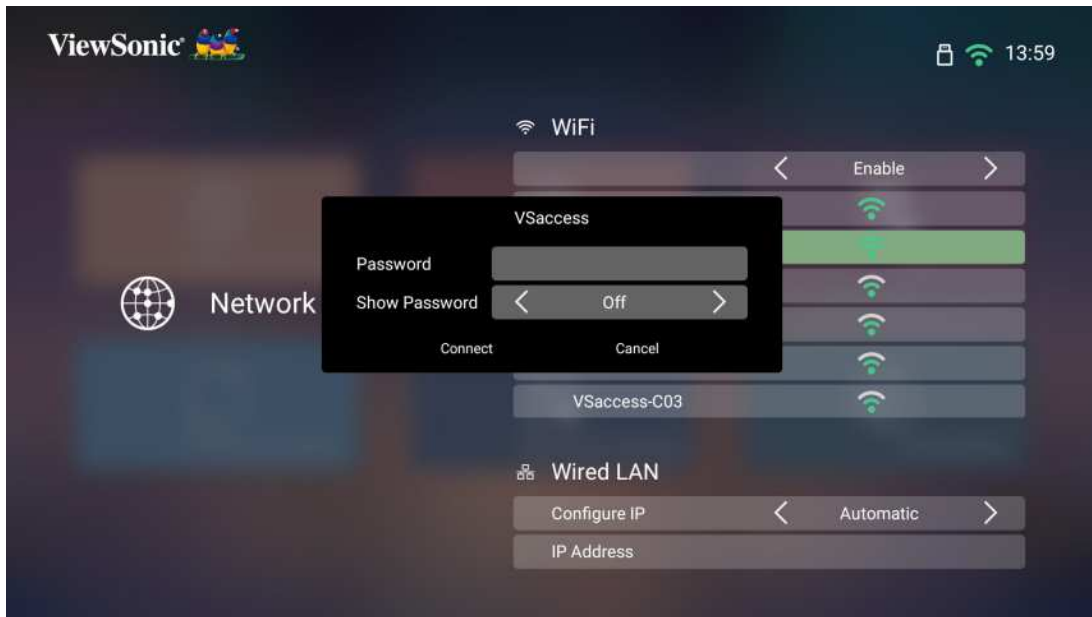 ViewSonic
13:59
WiFi
Enable
VSaccess
Password
Network
Show Password
Off
Connect
Cancel
VSaccess-C03
Wired LAN
Configure IP
Automatic
IP Address